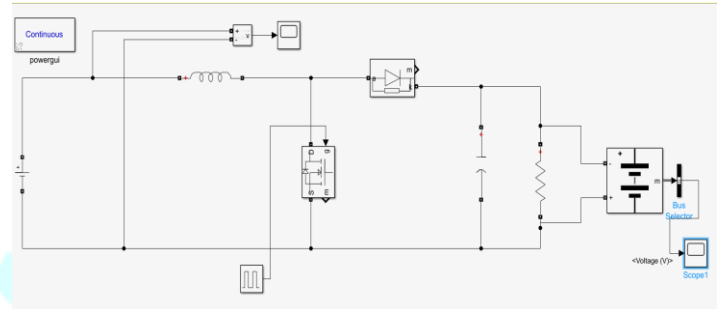 Continuous
powergui
+
-
v
+
a
m
k
+
g
D
S
m
+
+
+
-
+
m
Bus
Selector
<Voltage (V)>
Scope1